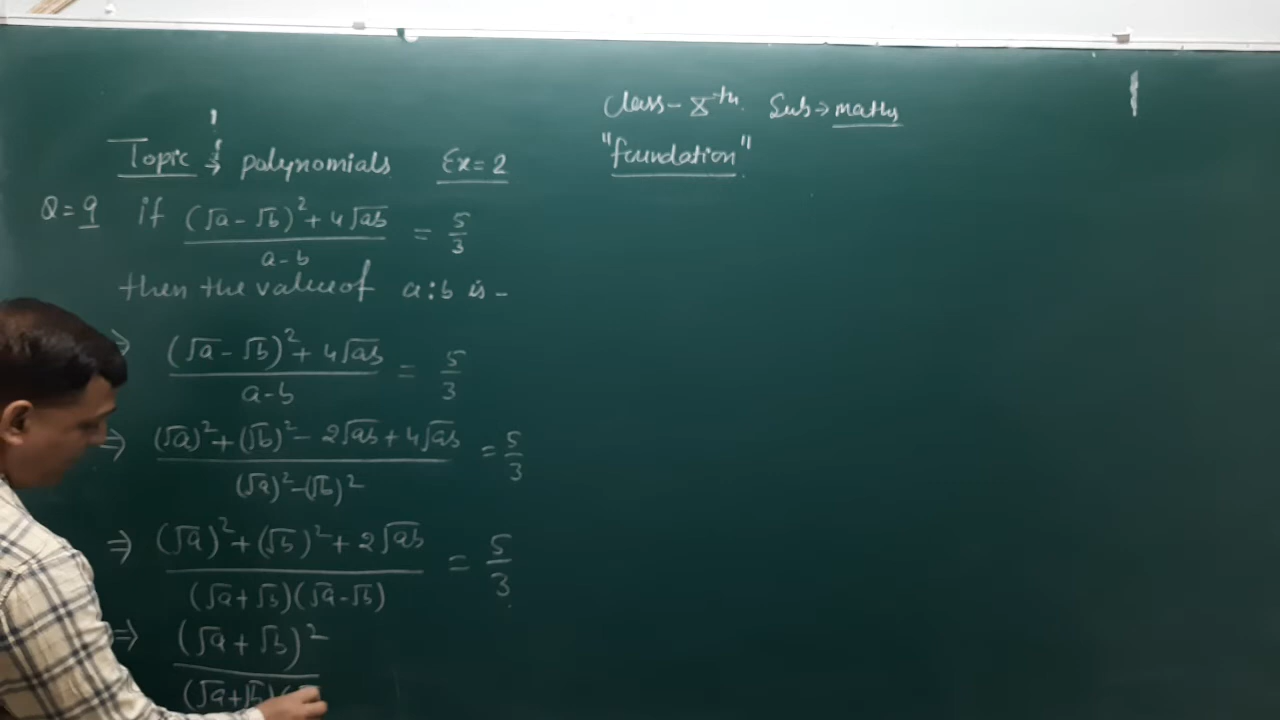 Class - Xth. Sub → maths
"foundation"
Topic → polynomials Ex = 2
Q = 9 if ((√a - √b)² + 4√ab)/(a - b) = 5/3
then the value of a : b is -
⇒ ((√a - √b)² + 4√ab)/(a - b) = 5/3
⇒ ((√a)² + (√b)² - 2√ab + 4√ab)/((√a)² - (√b)²) = 5/3
⇒ ((√a)² + (√b)² + 2√ab)/((√a + √b)(√a - √b)) = 5/3
⇒ (√a + √b)²/(√a + √b)(